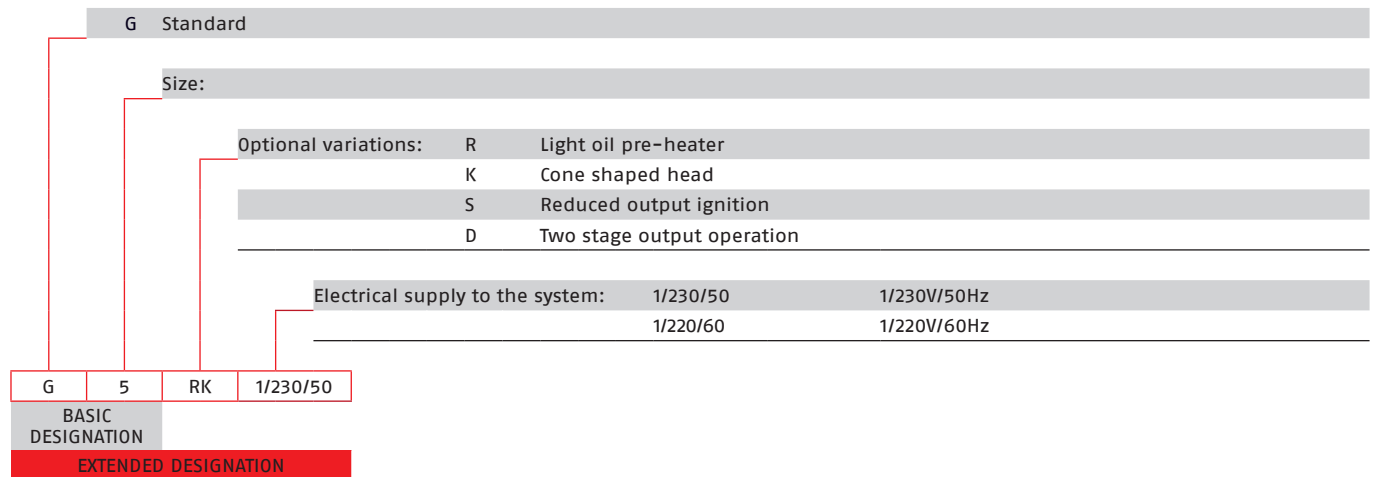 G Standard
Size:
Optional variations: R Light oil pre-heater
K Cone shaped head
S Reduced output ignition
D Two stage output operation
Electrical supply to the system: 1/230/50 1/230V/50Hz
1/220/60 1/220V/60Hz
G 5 RK 1/230/50
BASIC
DESIGNATION
EXTENDED DESIGNATION